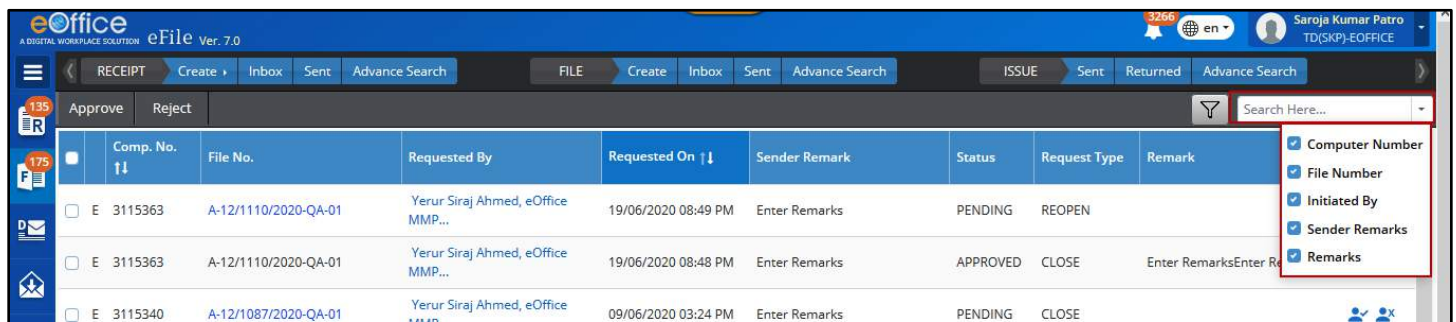 eOffice
A DIGITAL WORKPLACE SOLUTION eFile Ver. 7.0
3266 en Saroja Kumar Patro
TD(SKP)-EOFFICE
RECEIPT Create Inbox Sent Advance Search FILE Create Inbox Sent Advance Search ISSUE Sent Returned Advance Search
135 R Approve Reject Search Here...
Comp. No. File No. Requested By Requested On Sender Remark Status Request Type Remark
175 F
Computer Number
File Number
Initiated By
Sender Remarks
Remarks
E 3115363 A-12/1110/2020-QA-01 Yerur Siraj Ahmed, eOffice MMP... 19/06/2020 08:49 PM Enter Remarks PENDING REOPEN
D
E 3115363 A-12/1110/2020-QA-01 Yerur Siraj Ahmed, eOffice MMP... 19/06/2020 08:48 PM Enter Remarks APPROVED CLOSE Enter RemarksEnter Re
E 3115340 A-12/1087/2020-QA-01 Yerur Siraj Ahmed, eOffice 09/06/2020 03:24 PM Enter Remarks PENDING CLOSE